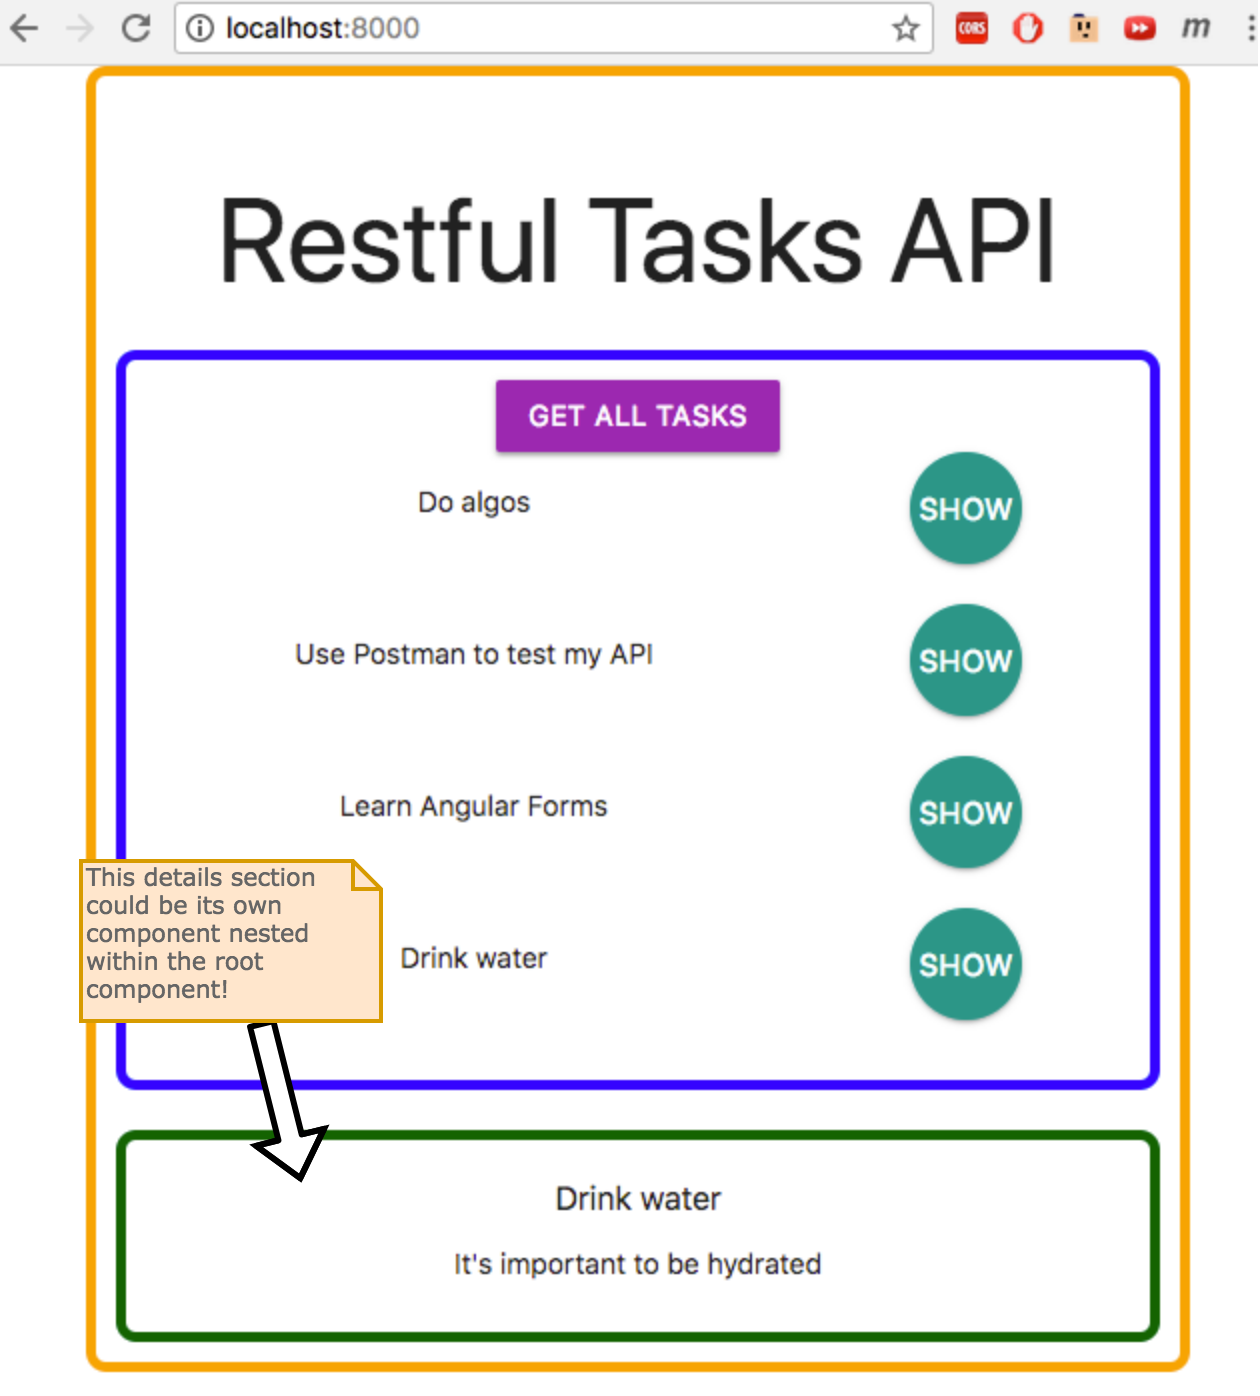 localhost:8000
CORS
m
Restful Tasks API
GET ALL TASKS
Do algos
SHOW
Use Postman to test my API
SHOW
Learn Angular Forms
SHOW
This details section
could be its own
component nested
within the root
component!
Drink water
SHOW
Drink water
It's important to be hydrated